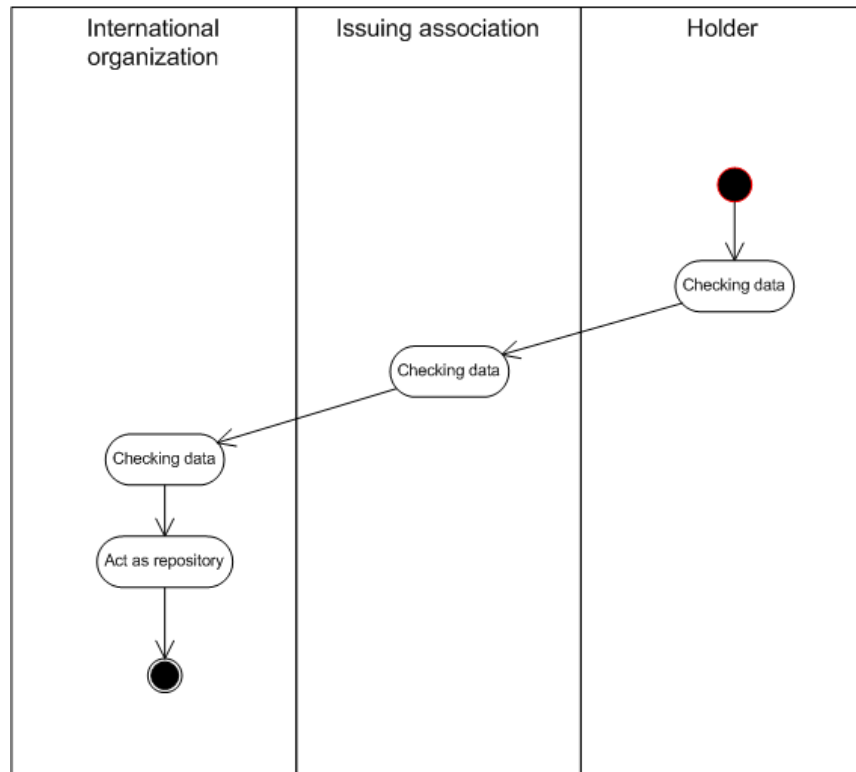 International
organization
Issuing association
Holder
Checking data
Checking data
Checking data
Act as repository